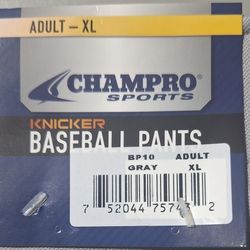 ADULT – XL
CHAMPRO
SPORTS
KNICKER
BASEBALL PANTS
BP10 ADULT
GRAY XL
7 52044 75743 2